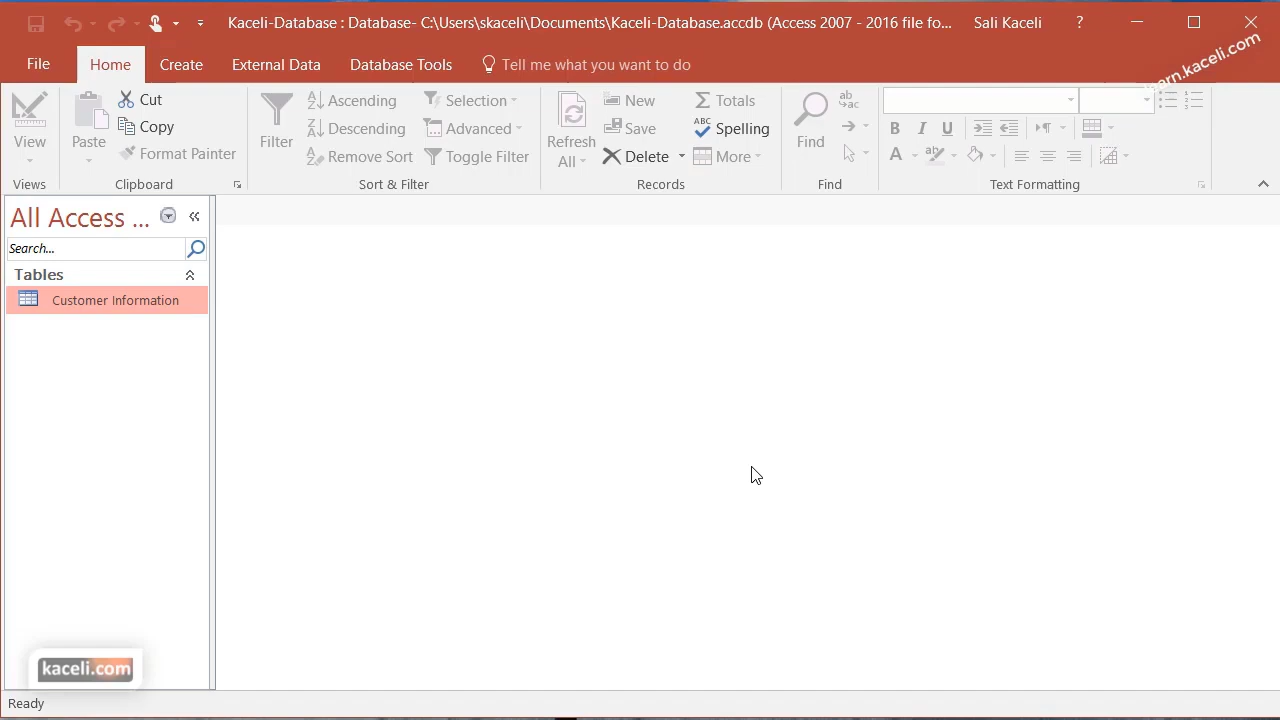 Kaceli-Database : Database- C:\Users\skaceli\Documents\Kaceli-Database.accdb (Access 2007 - 2016 file fo... Sali Kaceli ?
File Home Create External Data Database Tools Tell me what you want to do
View
Views
Paste
Cut
Copy
Format Painter
Clipboard
Filter
Ascending
Descending
Remove Sort
Selection
Advanced
Toggle Filter
Sort & Filter
Refresh
All
New
Save
Delete
Totals
Spelling
More
Records
Find
Find
B I U
A
Text Formatting
All Access ...
Search...
Tables
Customer Information
kaceli.com
Ready